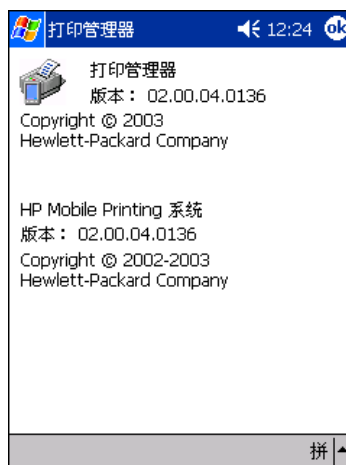 打印管理器 12:24 ok
打印管理器
版本： 02.00.04.0136
Copyright © 2003
Hewlett-Packard Company
HP Mobile Printing 系统
版本： 02.00.04.0136
Copyright © 2002-2003
Hewlett-Packard Company
拼